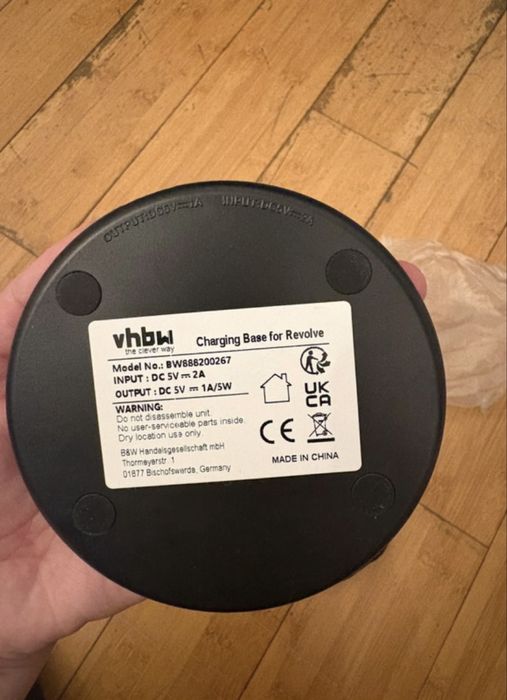 OUTPUT:DC5V⎓1A INPUT:DC5V⎓2A
vhbw
the clever way
Charging Base for Revolve
Model No.: BW888200267
INPUT : DC 5V ⎓ 2A
OUTPUT : DC 5V ⎓ 1A/5W
WARNING:
Do not disassemble unit.
No user-serviceable parts inside.
Dry location use only.
B&W Handelsgesellschaft mbH
Thormeyerstr. 1
01877 Bischofswerda, Germany
UK
CA
CE
MADE IN CHINA